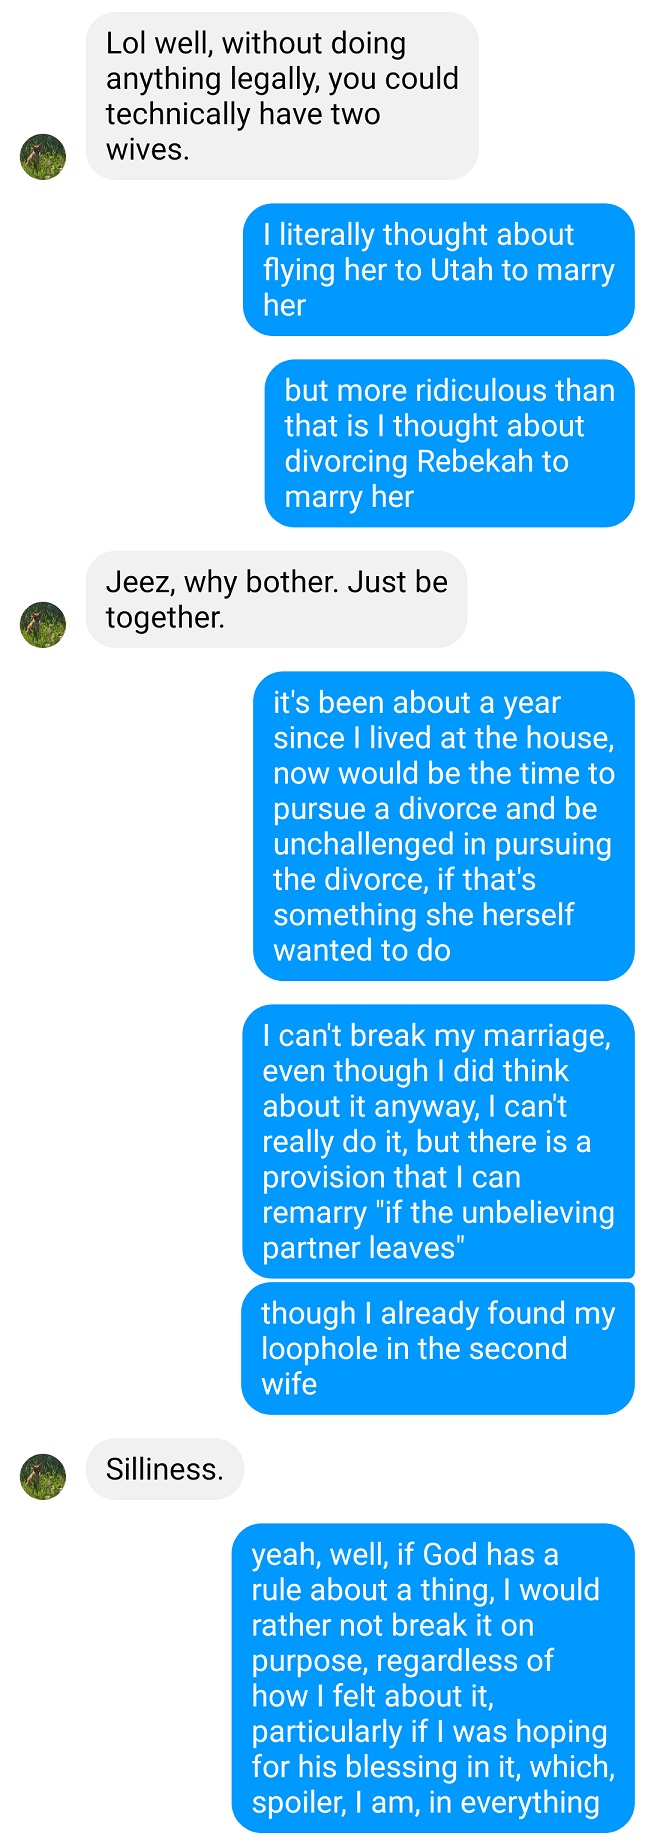 Lol well, without doing
anything legally, you could
technically have two
wives.
I literally thought about
flying her to Utah to marry
her
but more ridiculous than
that is I thought about
divorcing Rebekah to
marry her
Jeez, why bother. Just be
together.
it's been about a year
since I lived at the house,
now would be the time to
pursue a divorce and be
unchallenged in pursuing
the divorce, if that's
something she herself
wanted to do
I can't break my marriage,
even though I did think
about it anyway, I can't
really do it, but there is a
provision that I can
remarry "if the unbelieving
partner leaves"
though I already found my
loophole in the second
wife
Silliness.
yeah, well, if God has a
rule about a thing, I would
rather not break it on
purpose, regardless of
how I felt about it,
particularly if I was hoping
for his blessing in it, which,
spoiler, I am, in everything